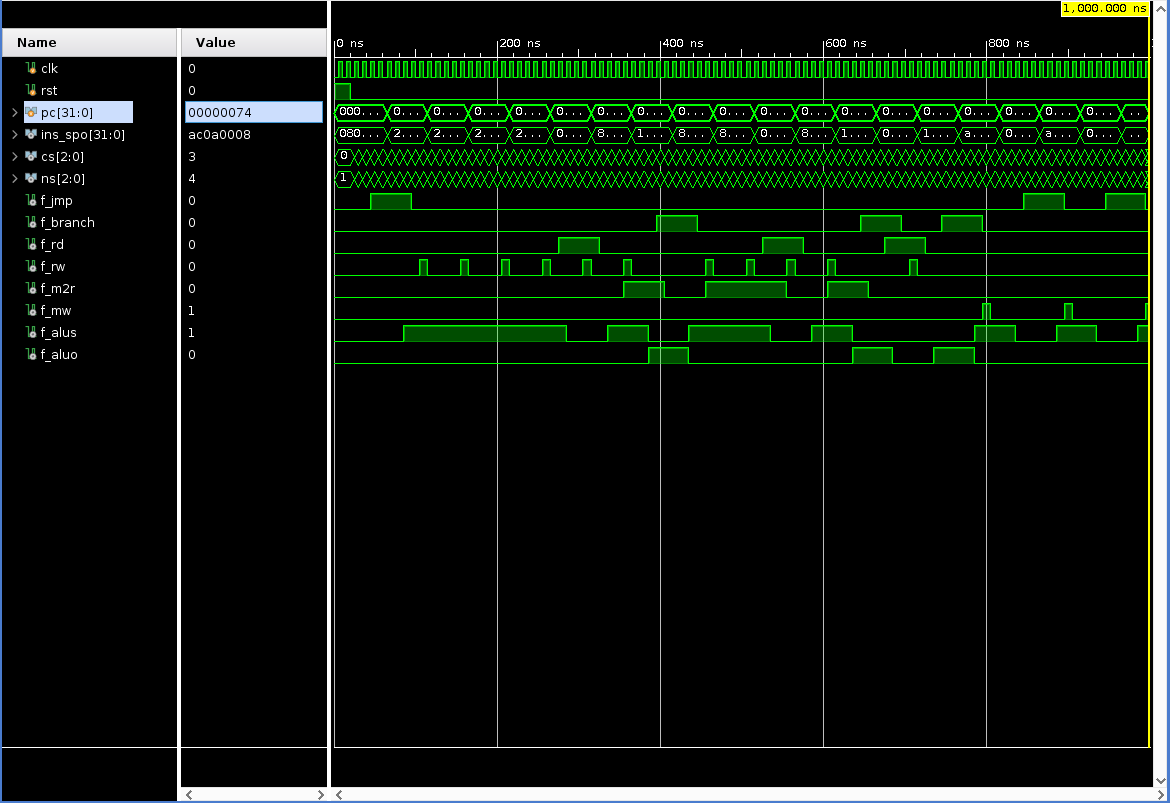 1,000.000 ns
Name Value
0 ns 200 ns 400 ns 600 ns 800 ns
clk 0
rst 0
pc[31:0] 00000074 000... 0... 0... 0... 0... 0... 0... 0... 0... 0... 0... 0... 0... 0... 0... 0... 0... 0... 0... ...
ins_spo[31:0] ac0a0008 080... 2... 2... 2... 2... 0... 8... 1... 8... 8... 0... 8... 1... 0... 1... a... 0... a... 0... ...
cs[2:0] 3 0
ns[2:0] 4 1
f_jmp 0
f_branch 0
f_rd 0
f_rw 0
f_m2r 0
f_mw 1
f_alus 1
f_aluo 0